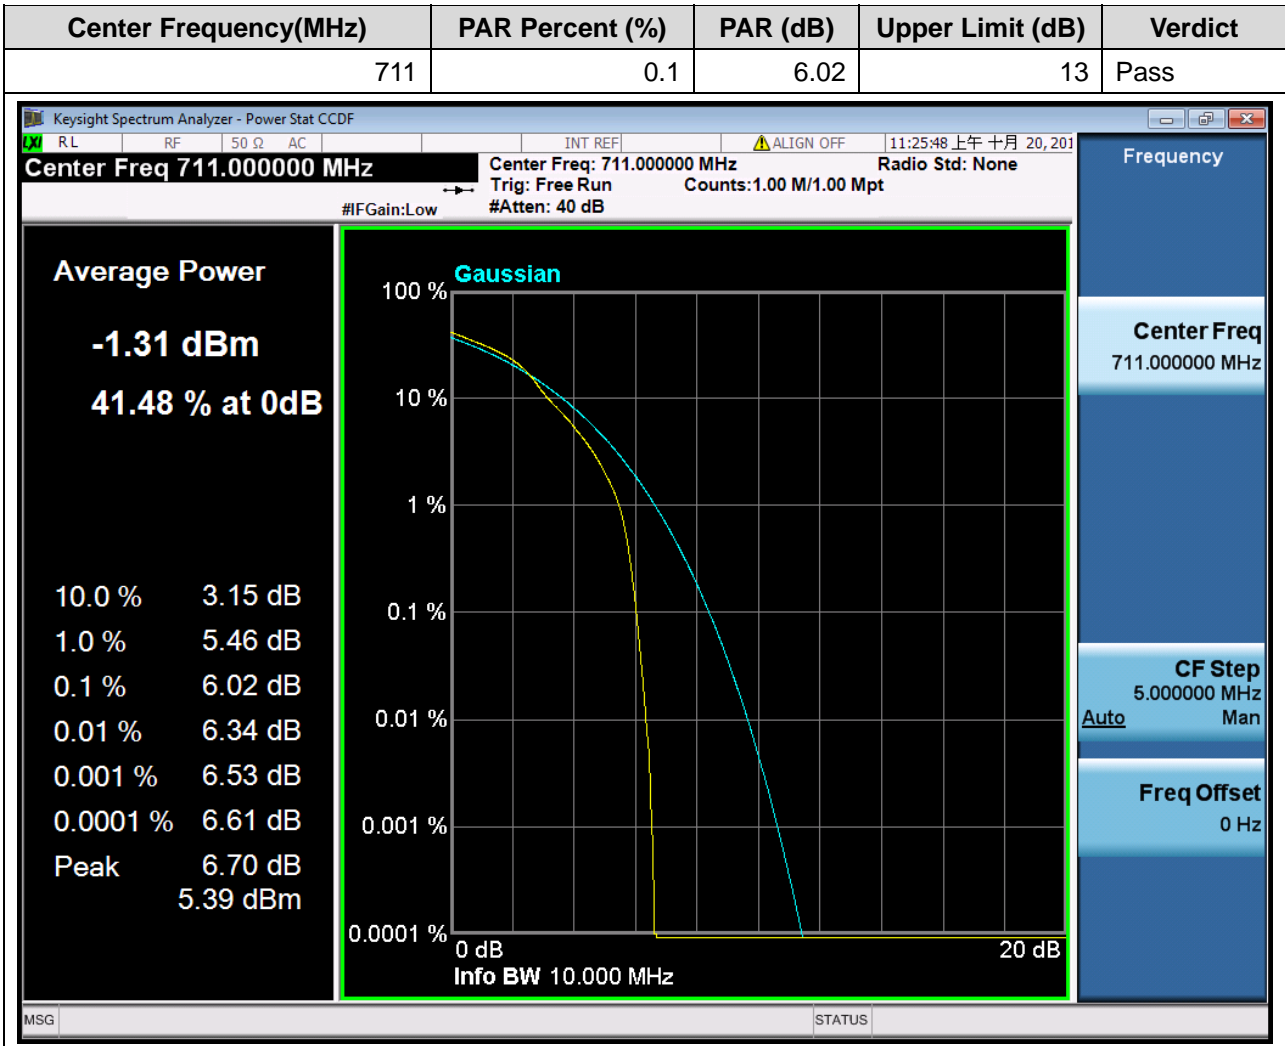 Center Frequency(MHz) PAR Percent (%) PAR (dB) Upper Limit (dB) Verdict
711 0.1 6.02 13 Pass
Keysight Spectrum Analyzer - Power Stat CCDF
LXI RL RF 50 Ω AC INT REF ALIGN OFF 11:25:48 上午 十月 20, 201
Center Freq 711.000000 MHz
Center Freq: 711.000000 MHz Radio Std: None
Trig: Free Run Counts:1.00 M/1.00 Mpt
#IFGain:Low #Atten: 40 dB
Average Power
-1.31 dBm
41.48 % at 0dB
10.0 % 3.15 dB
1.0 % 5.46 dB
0.1 % 6.02 dB
0.01 % 6.34 dB
0.001 % 6.53 dB
0.0001 % 6.61 dB
Peak 6.70 dB
5.39 dBm
Gaussian
100 %
10 %
1 %
0.1 %
0.01 %
0.001 %
0.0001 %
0 dB 20 dB
Info BW 10.000 MHz
Frequency
Center Freq
711.000000 MHz
CF Step
5.000000 MHz
Auto Man
Freq Offset
0 Hz
MSG STATUS